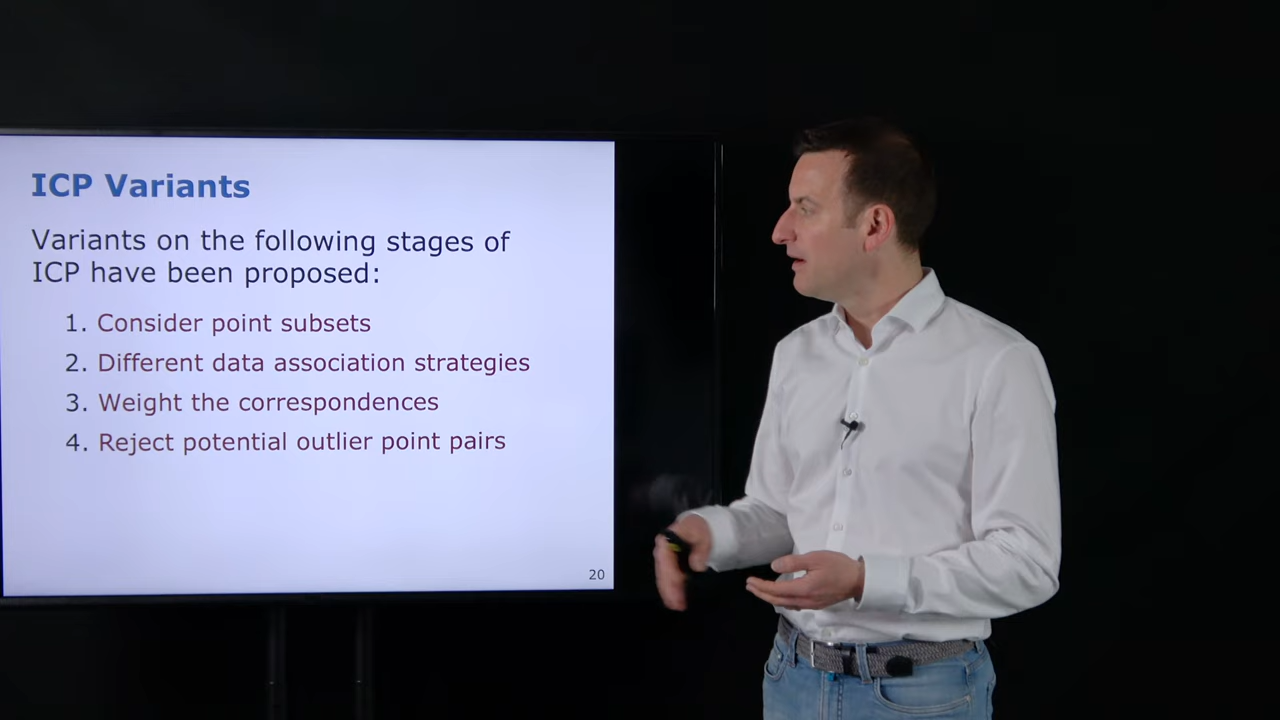 ICP Variants
Variants on the following stages of
ICP have been proposed:
1. Consider point subsets
2. Different data association strategies
3. Weight the correspondences
4. Reject potential outlier point pairs
20